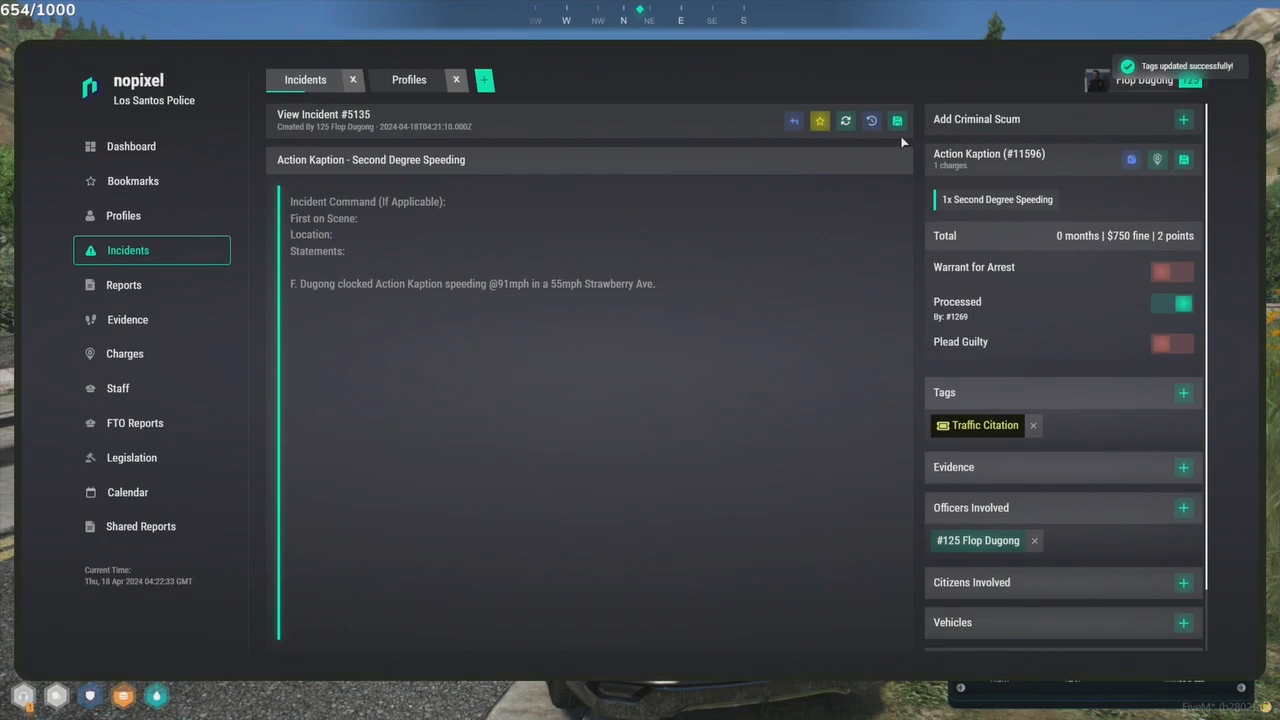 654/1000
SW W NW N NE E SE S
nopixel
Los Santos Police
Dashboard
Bookmarks
Profiles
Incidents
Reports
Evidence
Charges
Staff
FTO Reports
Legislation
Calendar
Shared Reports
Current Time:
Thu, 18 Apr 2024 04:22:33 GMT
Incidents x Profiles x +
View Incident #5135
Created By 125 Flop Dugong - 2024-04-18T04:21:10.000Z
Action Kaption - Second Degree Speeding
Incident Command (If Applicable):
First on Scene:
Location:
Statements:
F. Dugong clocked Action Kaption speeding @91mph in a 55mph Strawberry Ave.
Tags updated successfully!
Flop Dugong 125
Add Criminal Scum
Action Kaption (#11596)
1 charges
1x Second Degree Speeding
Total 0 months | $750 fine | 2 points
Warrant for Arrest
Processed
By: #1269
Plead Guilty
Tags
Traffic Citation x
Evidence
Officers Involved
#125 Flop Dugong x
Citizens Involved
Vehicles